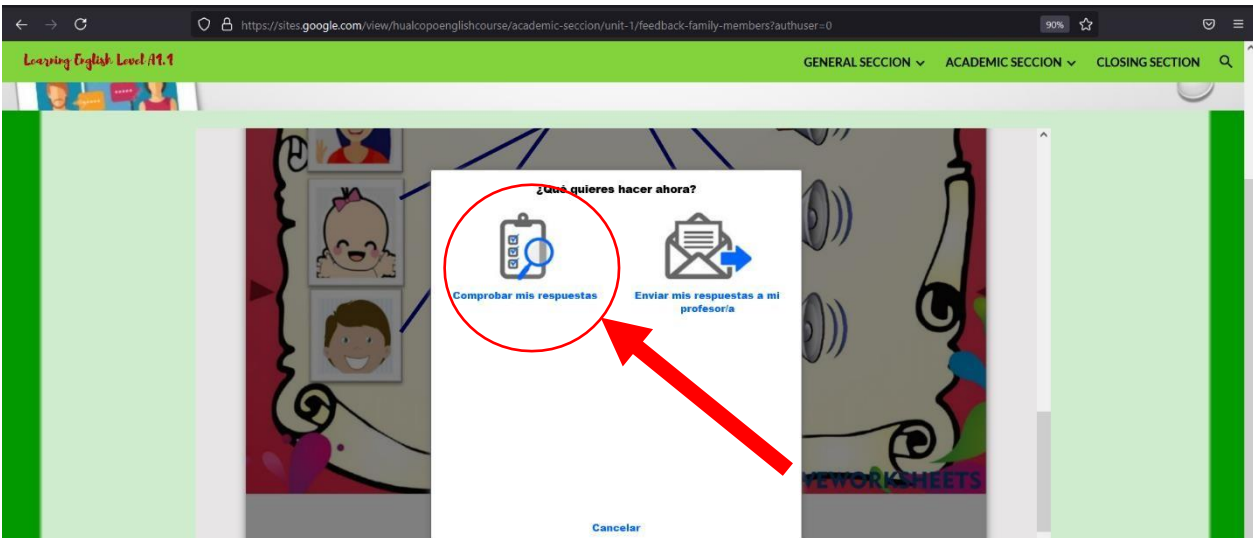 https://sites.google.com/view/hualcopoenglishcourse/academic-seccion/unit-1/feedback-family-members?authuser=0
90%
Learning English Level A1.1
GENERAL SECCION
ACADEMIC SECCION
CLOSING SECTION
¿Qué quieres hacer ahora?
Comprobar mis respuestas
Enviar mis respuestas a mi
profesor/a
VEWORKSHEETS
Cancelar